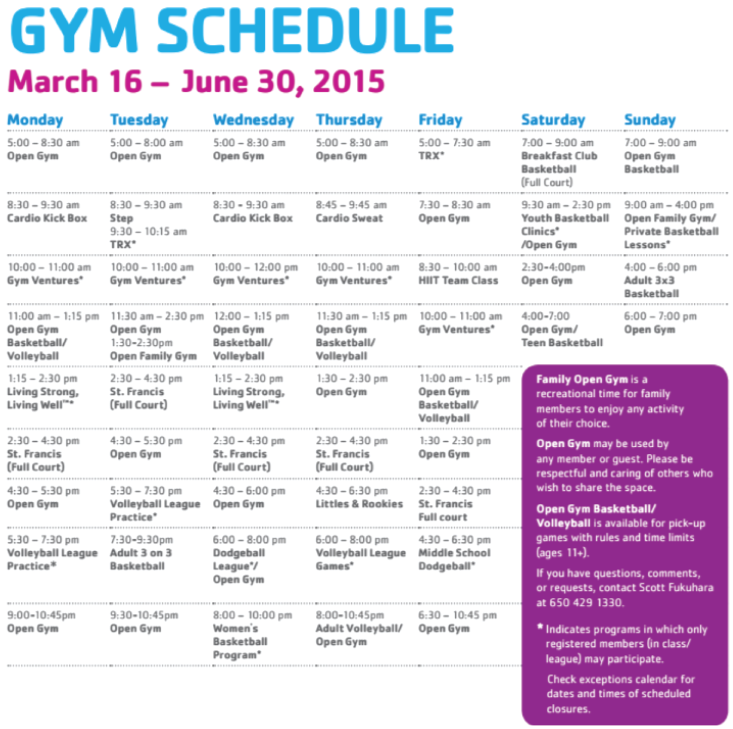 GYM SCHEDULE
March 16 – June 30, 2015
Monday Tuesday Wednesday Thursday Friday Saturday Sunday
5:00 – 8:30 am
Open Gym
5:00 – 8:00 am
Open Gym
5:00 – 8:30 am
Open Gym
5:00 – 8:30 am
Open Gym
5:00 – 7:30 am
TRX*
7:00 – 9:00 am
Breakfast Club
Basketball
(Full Court)
7:00 – 9:00 am
Open Gym
Basketball
8:30 – 9:30 am
Cardio Kick Box
8:30 – 9:30 am
Step
9:30 – 10:15 am
TRX*
8:30 - 9:30 am
Cardio Kick Box
8:45 – 9:45 am
Cardio Sweat
7:30 – 8:30 am
Open Gym
9:30 am – 2:30 pm
Youth Basketball
Clinics*
/Open Gym
9:00 am – 4:00 pm
Open Family Gym/
Private Basketball
Lessons*
10:00 – 11:00 am
Gym Ventures*
10:00 – 11:00 am
Gym Ventures*
10:00 – 12:00 pm
Gym Ventures*
10:00 – 11:00 am
Gym Ventures*
8:30 – 10:00 am
HIIT Team Class
2:30-4:00pm
Open Gym
4:00 – 6:00 pm
Adult 3x3
Basketball
11:00 am – 1:15 pm
Open Gym
Basketball/
Volleyball
11:30 am – 2:30 pm
Open Gym
1:30-2:30pm
Open Family Gym
12:00 – 1:15 pm
Open Gym
Basketball/
Volleyball
11:30 am – 1:15 pm
Open Gym
Basketball/
Volleyball
10:00 – 11:00 am
Gym Ventures*
4:00-7:00
Open Gym/
Teen Basketball
6:00 – 7:00 pm
Open Gym
1:15 – 2:30 pm
Living Strong,
Living Well™*
2:30 – 4:30 pm
St. Francis
(Full Court)
1:15 – 2:30 pm
Living Strong,
Living Well™*
1:30 – 2:30 pm
Open Gym
11:00 am – 1:15 pm
Open Gym
Basketball/
Volleyball
2:30 – 4:30 pm
St. Francis
(Full Court)
4:30 – 5:30 pm
Open Gym
2:30 – 4:30 pm
St. Francis
(Full Court)
2:30 – 4:30 pm
St. Francis
(Full Court)
1:30 – 2:30 pm
Open Gym
4:30 – 5:30 pm
Open Gym
5:30 – 7:30 pm
Volleyball League
Practice*
4:30 – 6:00 pm
Open Gym
4:30 – 6:30 pm
Littles & Rookies
2:30 – 4:30 pm
St. Francis
Full court
5:30 – 7:30 pm
Volleyball League
Practice*
7:30-9:30pm
Adult 3 on 3
Basketball
6:00 – 8:00 pm
Dodgeball
League*/
Open Gym
6:00 – 8:00 pm
Volleyball League
Games*
4:30 – 6:30 pm
Middle School
Dodgeball*
9:00-10:45pm
Open Gym
9:30-10:45pm
Open Gym
8:00 – 10:00 pm
Women's
Basketball
Program*
8:00-10:45pm
Adult Volleyball/
Open Gym
6:30 – 10:45 pm
Open Gym
Family Open Gym is a
recreational time for family
members to enjoy any activity
of their choice.
Open Gym may be used by
any member or guest. Please be
respectful and caring of others who
wish to share the space.
Open Gym Basketball/
Volleyball is available for pick-up
games with rules and time limits
(ages 11+).
If you have questions, comments,
or requests, contact Scott Fukuhara
at 650 429 1330.
* Indicates programs in which only
registered members (in class/
league) may participate.
Check exceptions calendar for
dates and times of scheduled
closures.